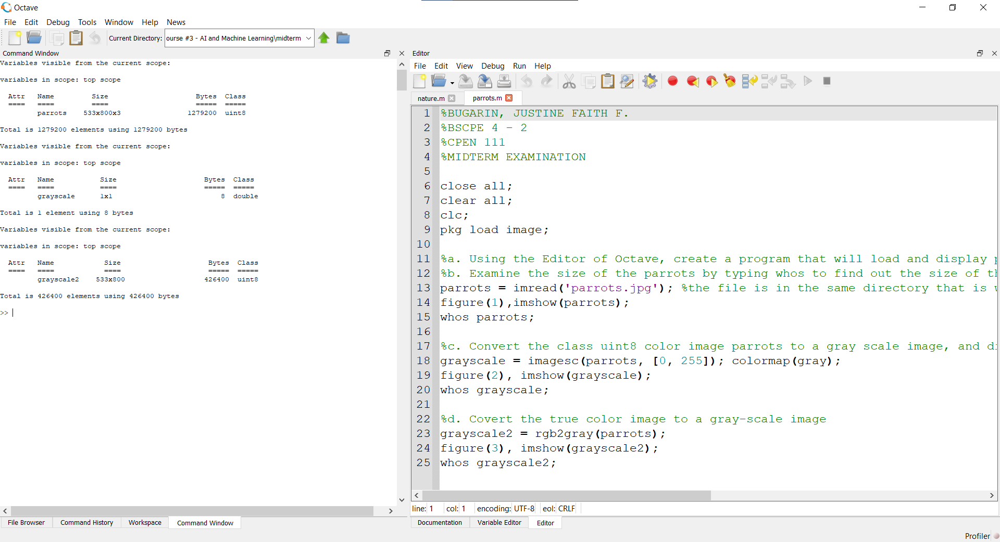 Octave
File Edit Debug Tools Window Help News
Current Directory: ourse #3 - AI and Machine Learning\midterm
Command Window
Variables visible from the current scope:
variables in scope: top scope
Attr Name Size Bytes Class
==== ==== ==== ===== =====
parrots 533x800x3 1279200 uint8
Total is 1279200 elements using 1279200 bytes
Variables visible from the current scope:
variables in scope: top scope
Attr Name Size Bytes Class
==== ==== ==== ===== =====
grayscale 1x1 8 double
Total is 1 element using 8 bytes
Variables visible from the current scope:
variables in scope: top scope
Attr Name Size Bytes Class
==== ==== ==== ===== =====
grayscale2 533x800 426400 uint8
Total is 426400 elements using 426400 bytes
>>
File Browser Command History Workspace Command Window
Editor
File Edit View Debug Run Help
nature.m parrots.m
1 %BUGARIN, JUSTINE FAITH F.
2 %BSCPE 4 - 2
3 %CPEN 111
4 %MIDTERM EXAMINATION
5
6 close all;
7 clear all;
8 clc;
9 pkg load image;
10
11 %a. Using the Editor of Octave, create a program that will load and display
12 %b. Examine the size of the parrots by typing whos to find out the size of
13 parrots = imread('parrots.jpg'); %the file is in the same directory that is
14 figure(1),imshow(parrots);
15 whos parrots;
16
17 %c. Convert the class uint8 color image parrots to a gray scale image, and
18 grayscale = imagesc(parrots, [0, 255]); colormap(gray);
19 figure(2), imshow(grayscale);
20 whos grayscale;
21
22 %d. Covert the true color image to a gray-scale image
23 grayscale2 = rgb2gray(parrots);
24 figure(3), imshow(grayscale2);
25 whos grayscale2;
line: 1 col: 1 encoding: UTF-8 eol: CRLF
Documentation Variable Editor Editor
Profiler